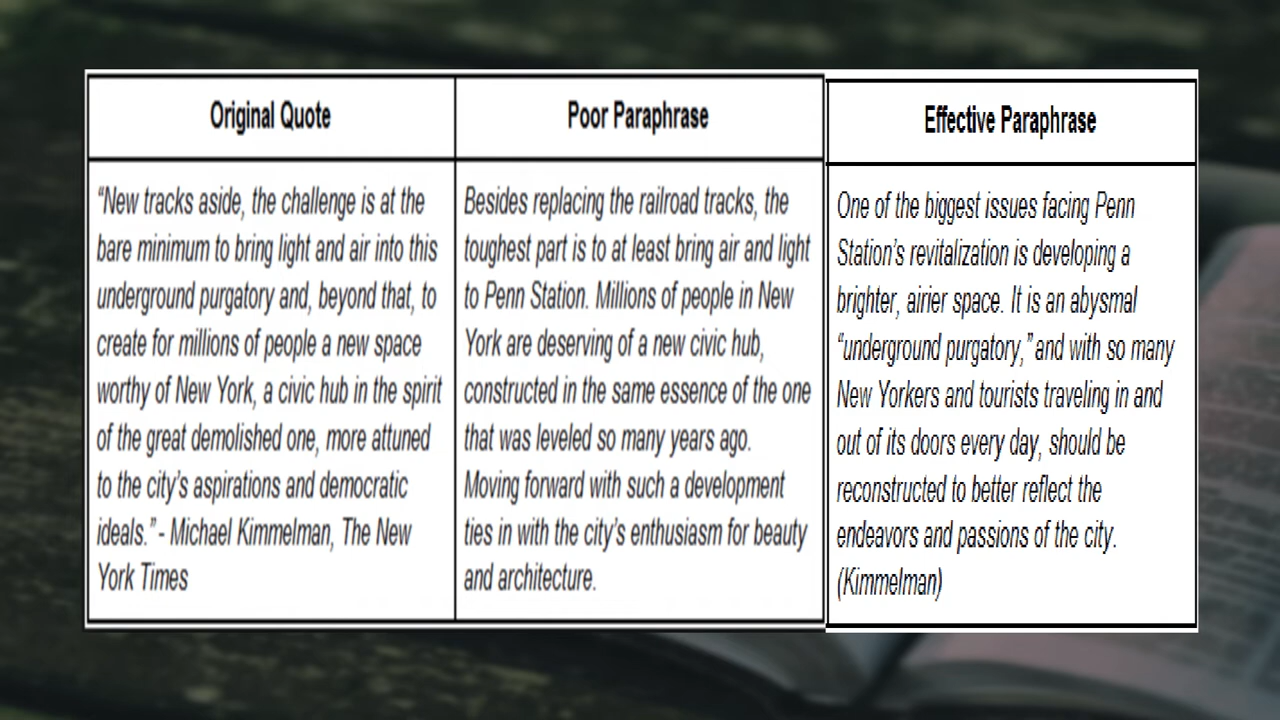 Original Quote
“New tracks aside, the challenge is at the
bare minimum to bring light and air into this
underground purgatory and, beyond that, to
create for millions of people a new space
worthy of New York, a civic hub in the spirit
of the great demolished one, more attuned
to the city’s aspirations and democratic
ideals.” - Michael Kimmelman, The New
York Times
Poor Paraphrase
Besides replacing the railroad tracks, the
toughest part is to at least bring air and light
to Penn Station. Millions of people in New
York are deserving of a new civic hub,
constructed in the same essence of the one
that was leveled so many years ago.
Moving forward with such a development
ties in with the city’s enthusiasm for beauty
and architecture.
Effective Paraphrase
One of the biggest issues facing Penn
Station’s revitalization is developing a
brighter, airier space. It is an abysmal
“underground purgatory,” and with so many
New Yorkers and tourists traveling in and
out of its doors every day, should be
reconstructed to better reflect the
endeavors and passions of the city.
(Kimmelman)